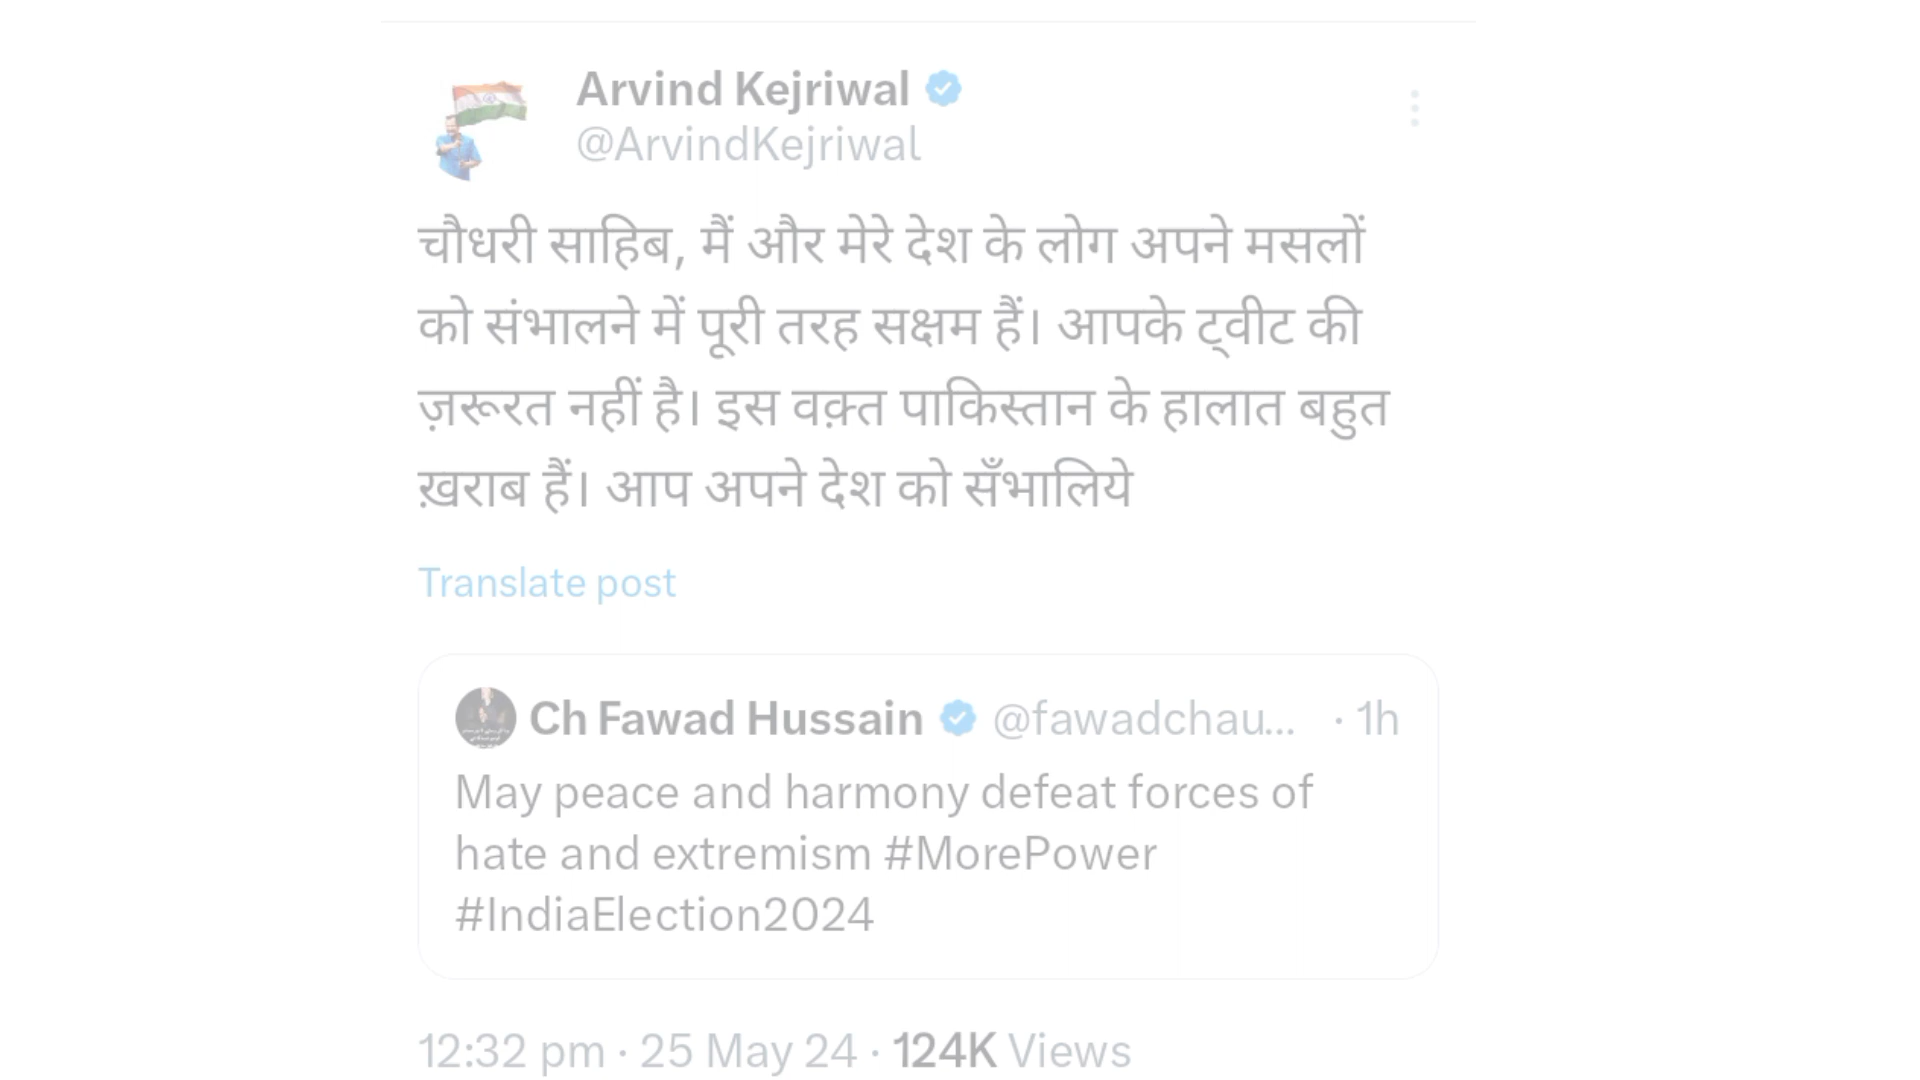 Arvind Kejriwal
@ArvindKejriwal
चौधरी साहिब, मैं और मेरे देश के लोग अपने मसलों
को संभालने में पूरी तरह सक्षम हैं। आपके ट्वीट की
ज़रूरत नहीं है। इस वक़्त पाकिस्तान के हालात बहुत
ख़राब हैं। आप अपने देश को सँभालिये
Translate post
Ch Fawad Hussain @fawadchau... · 1h
May peace and harmony defeat forces of
hate and extremism #MorePower
#IndiaElection2024
12:32 pm · 25 May 24 · 124K Views